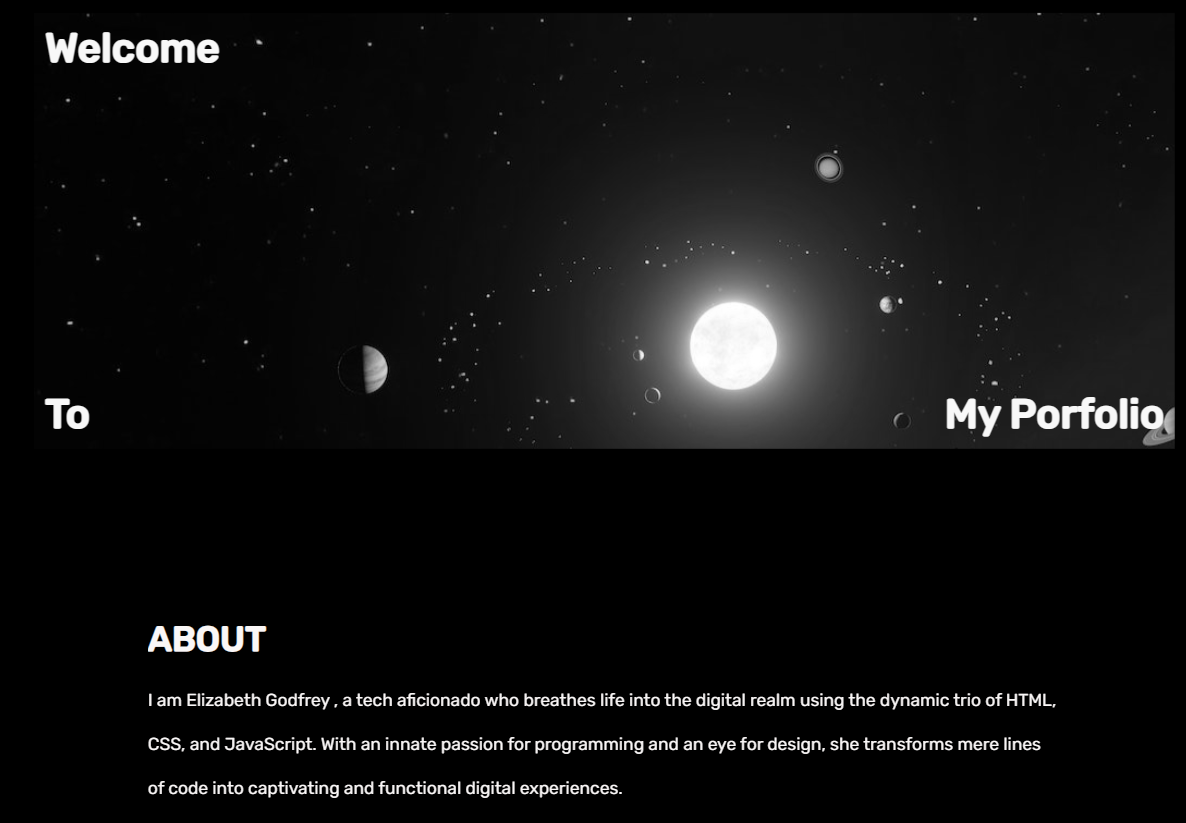 Welcome
To
My Porfolio
ABOUT
I am Elizabeth Godfrey , a tech aficionado who breathes life into the digital realm using the dynamic trio of HTML,
CSS, and JavaScript. With an innate passion for programming and an eye for design, she transforms mere lines
of code into captivating and functional digital experiences.